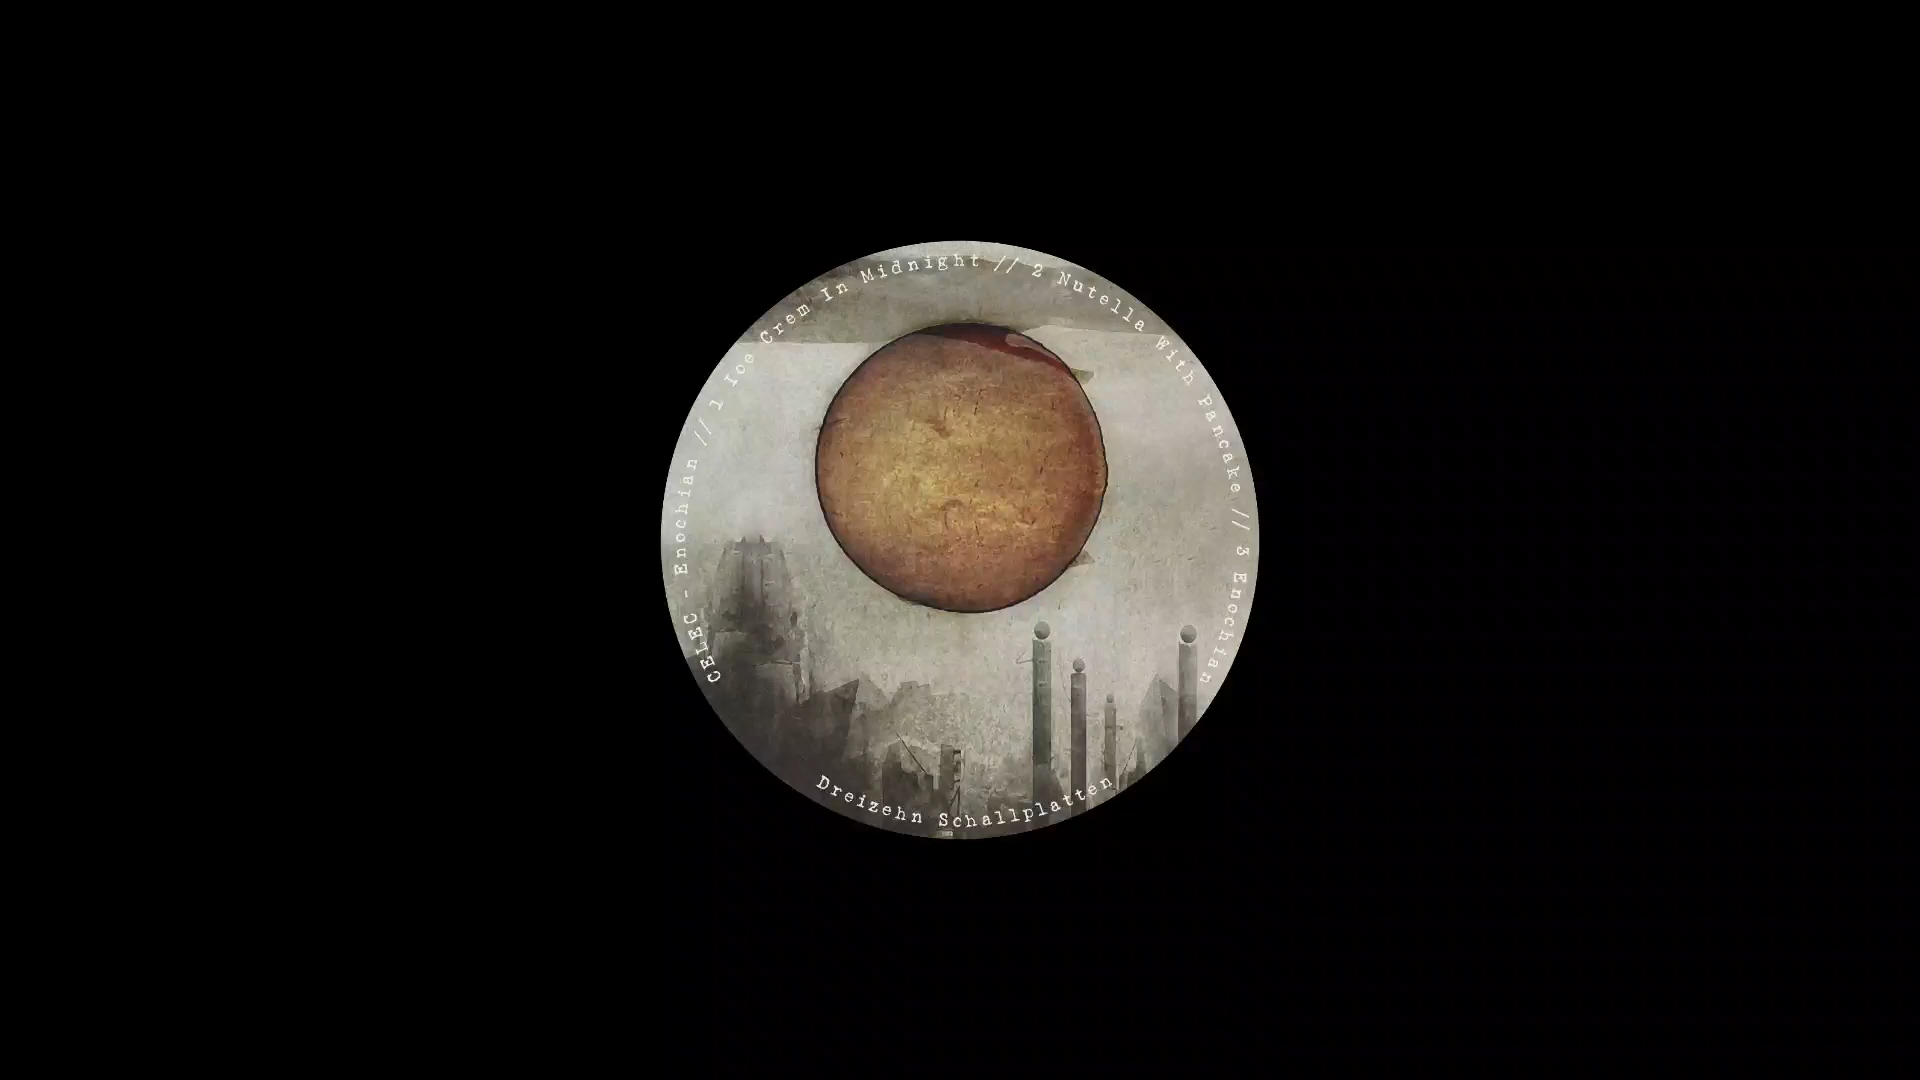 CELEC - Enochian // 1 Ice Crem In Midnight // 2 Nutella With Pancake // 3 Enochian
Dreizehn Schallplatten